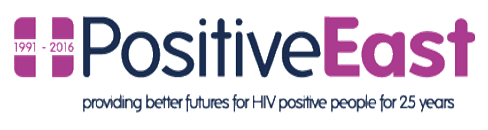 1991 - 2016 PositiveEast
providing better futures for HIV positive people for 25 years